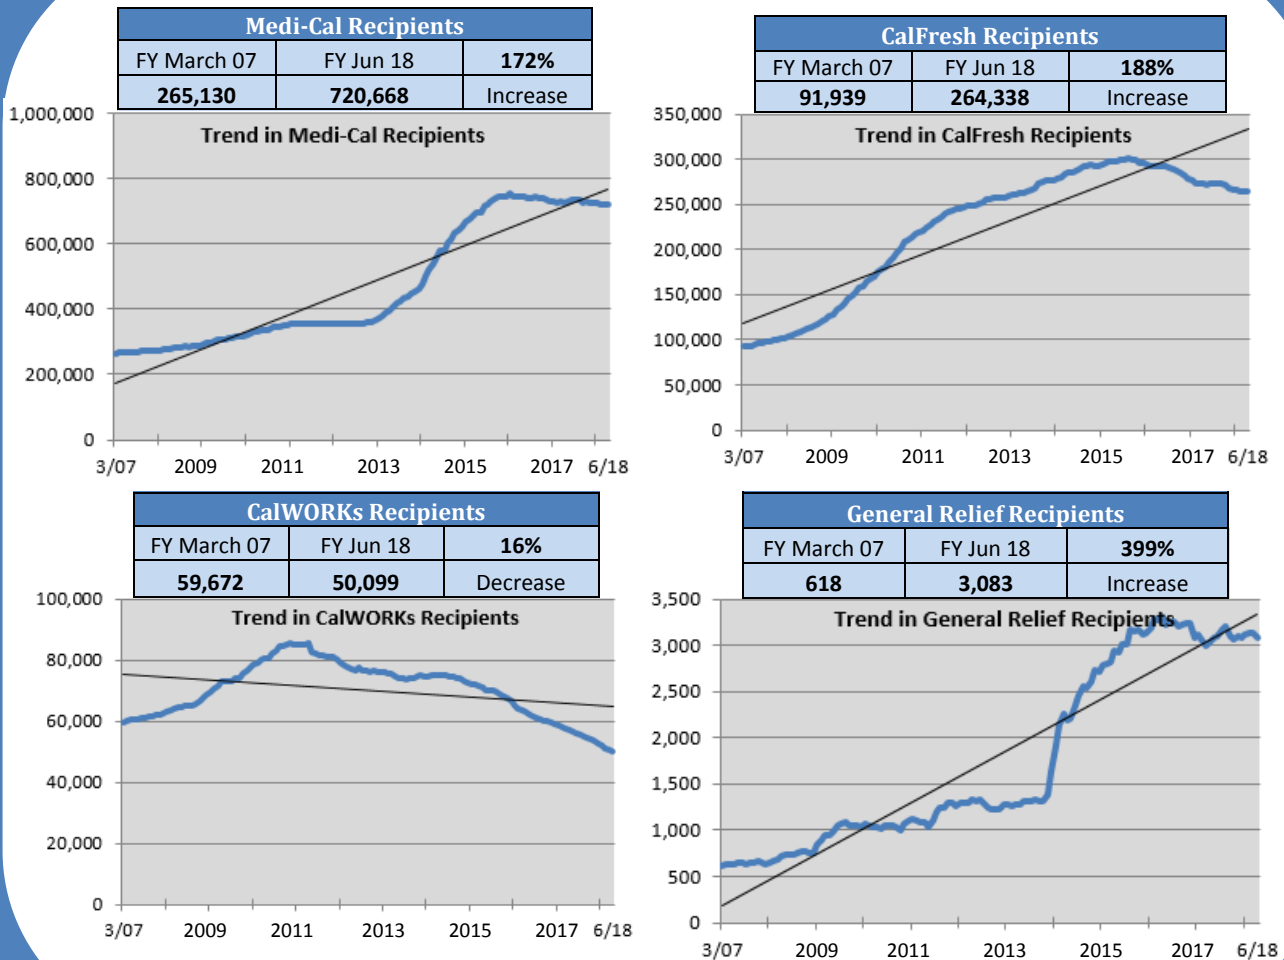 Medi-Cal Recipients
FY March 07 FY Jun 18 172%
265,130 720,668 Increase
Trend in Medi-Cal Recipients
1,000,000
800,000
600,000
400,000
200,000
0
3/07 2009 2011 2013 2015 2017 6/18
CalFresh Recipients
FY March 07 FY Jun 18 188%
91,939 264,338 Increase
Trend in CalFresh Recipients
350,000
300,000
250,000
200,000
150,000
100,000
50,000
0
3/07 2009 2011 2013 2015 2017 6/18
CalWORKs Recipients
FY March 07 FY Jun 18 16%
59,672 50,099 Decrease
Trend in CalWORKs Recipients
100,000
80,000
60,000
40,000
20,000
0
3/07 2009 2011 2013 2015 2017 6/18
General Relief Recipients
FY March 07 FY Jun 18 399%
618 3,083 Increase
Trend in General Relief Recipients
3,500
3,000
2,500
2,000
1,500
1,000
500
0
3/07 2009 2011 2013 2015 2017 6/18